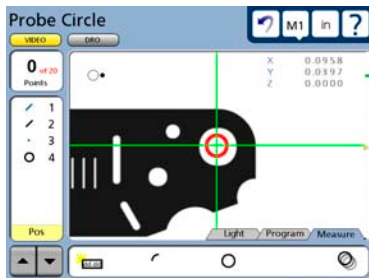 Probe Circle
VIDEO DRO
M1 in ?
0 of 20
Points
X 0.0958
Y 0.0397
Z 0.0000
1
2
3
4
Pos
Light Program Measure